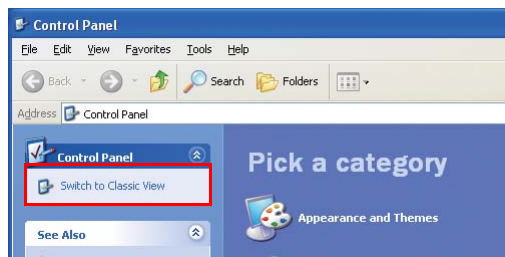 Control Panel
File Edit View Favorites Tools Help
Back Search Folders
Address Control Panel
Control Panel
Switch to Classic View
See Also
Pick a category
Appearance and Themes